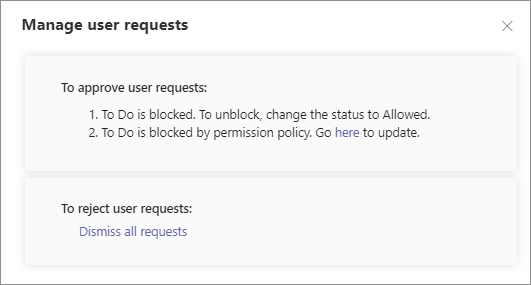 Manage user requests
To approve user requests:
1. To Do is blocked. To unblock, change the status to Allowed.
2. To Do is blocked by permission policy. Go here to update.
To reject user requests:
Dismiss all requests